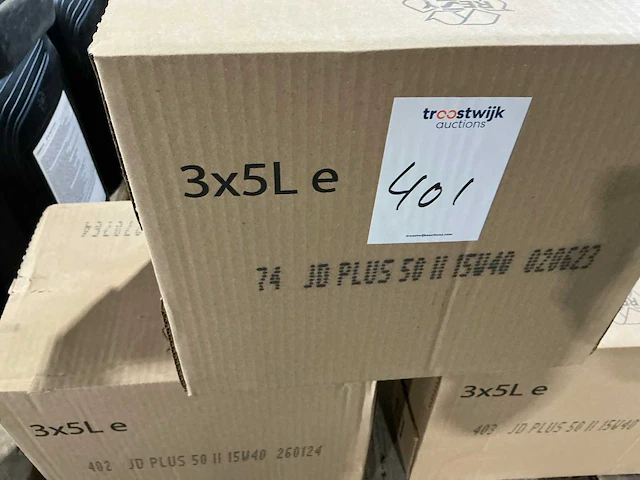 troostwijk
auctions
401
3x5L e
74 JD PLUS 50 II 15W40 020623
3x5L e
402 JD PLUS 50 II 15W40 260124
3x5L e
403 JD PLUS 50 II 15W40